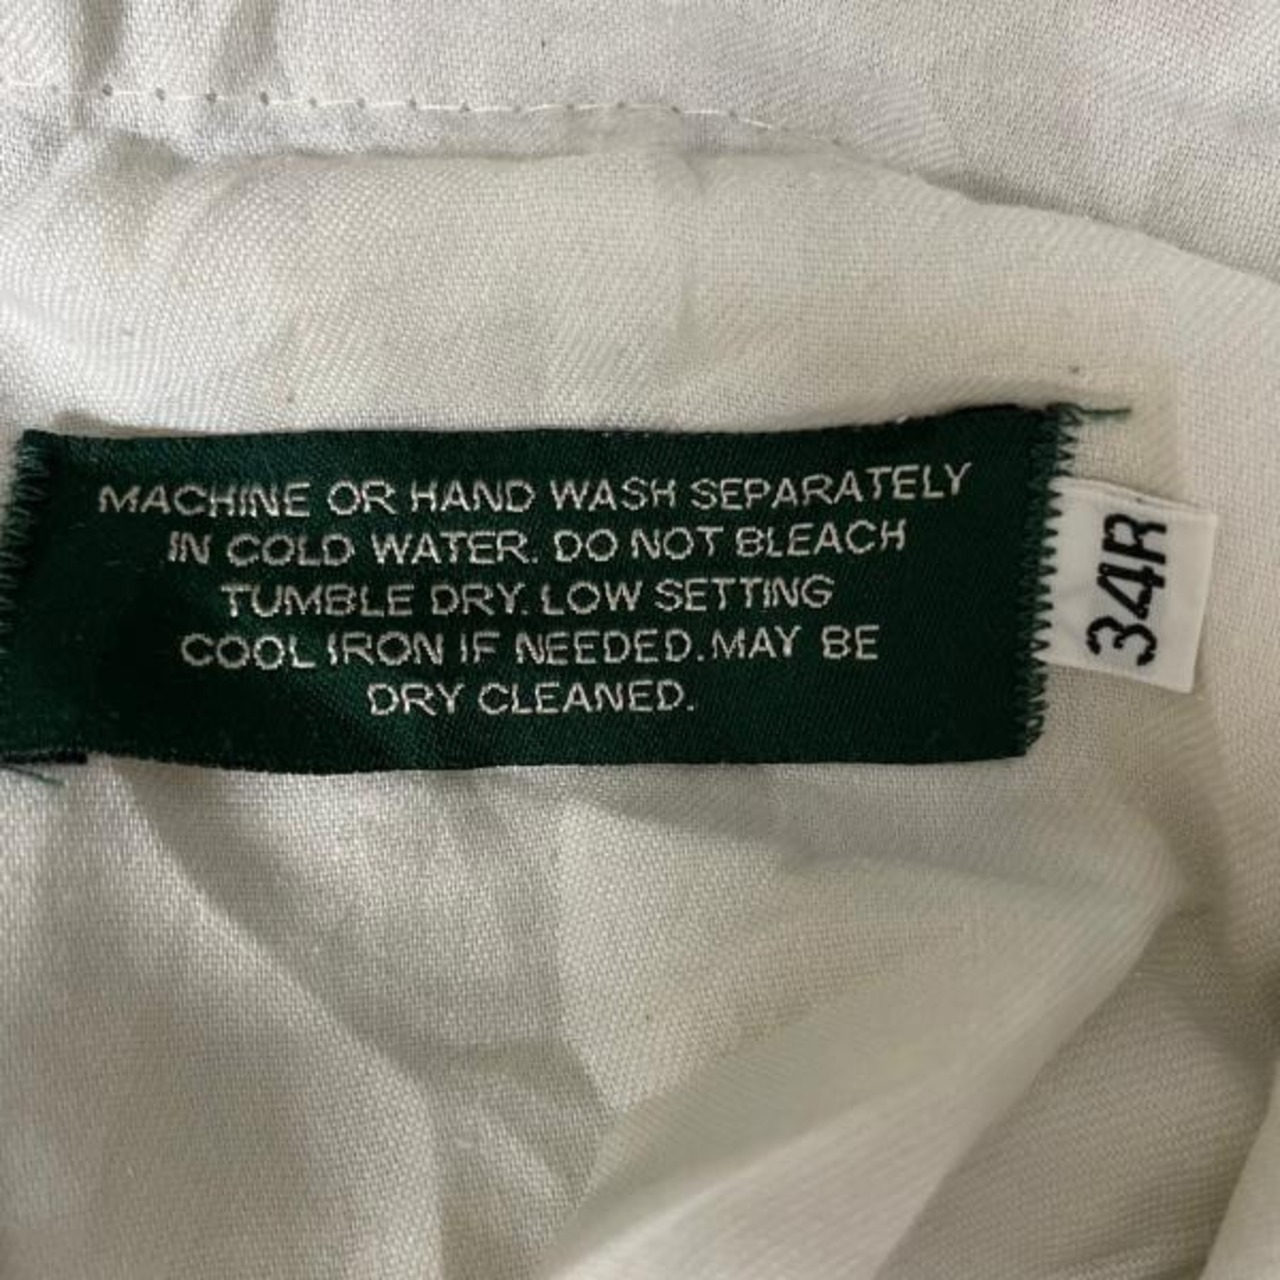 MACHINE OR HAND WASH SEPARATELY
IN COLD WATER. DO NOT BLEACH
TUMBLE DRY. LOW SETTING
COOL IRON IF NEEDED. MAY BE
DRY CLEANED.
34R